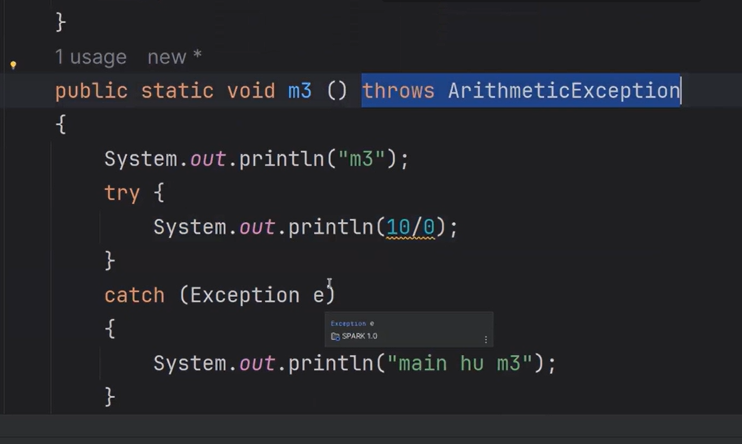 }
1 usage new *
public static void m3 () throws ArithmeticException
{
System.out.println("m3");
try {
System.out.println(10/0);
}
catch (Exception e)
Exception e
{
SPARK 1.0
System.out.println("main hu m3");
}